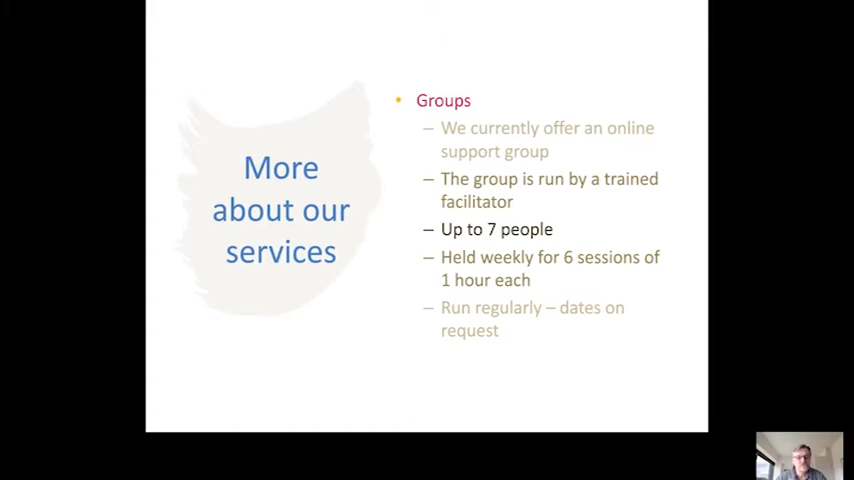 More
about our
services
• Groups
– We currently offer an online
support group
– The group is run by a trained
facilitator
– Up to 7 people
– Held weekly for 6 sessions of
1 hour each
– Run regularly – dates on
request